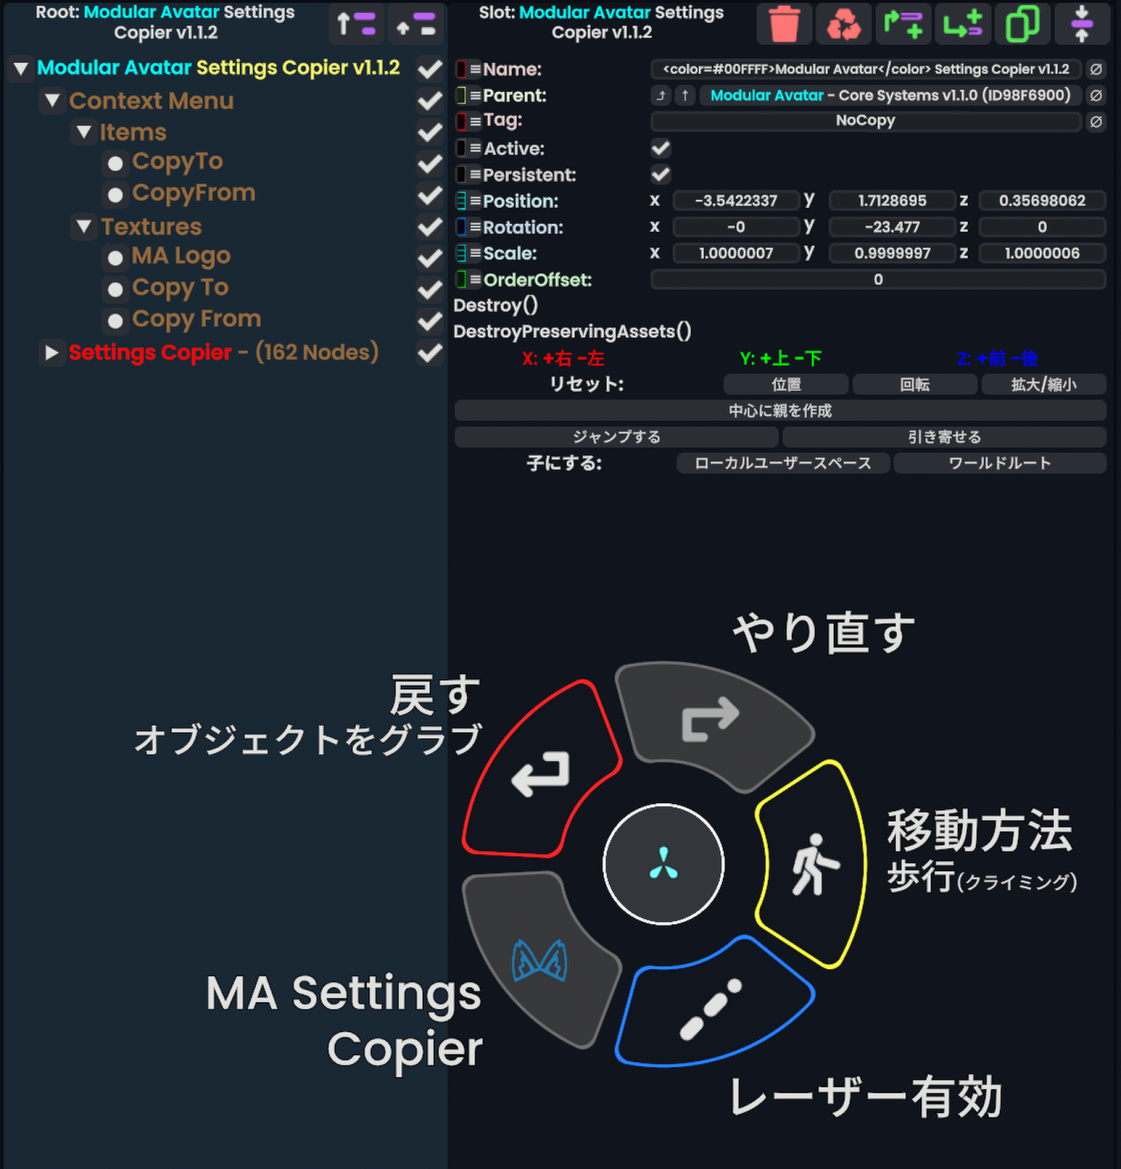 Root: Modular Avatar Settings
Copier v1.1.2
Modular Avatar Settings Copier v1.1.2
Context Menu
Items
CopyTo
CopyFrom
Textures
MA Logo
Copy To
Copy From
Settings Copier - (162 Nodes)
Slot: Modular Avatar Settings
Copier v1.1.2
Name: <color=#00FFFF>Modular Avatar</color> Settings Copier v1.1.2 ∅
Parent: ↑ Modular Avatar - Core Systems v1.1.0 (ID98F6900) ∅
Tag: NoCopy ∅
Active:
Persistent:
Position: x -3.5422337 y 1.7128695 z 0.35698062
Rotation: x -0 y -23.477 z 0
Scale: x 1.0000007 y 0.9999997 z 1.0000006
OrderOffset: 0
Destroy()
DestroyPreservingAssets()
X: +右 -左 Y: +上 -下 Z: +前 -後
リセット: 位置 回転 拡大/縮小
中心に親を作成
ジャンプする 引き寄せる
子にする: ローカルユーザースペース ワールドルート
やり直す
戻す
オブジェクトをグラブ
移動方法
歩行(クライミング)
MA Settings
Copier
レーザー有効